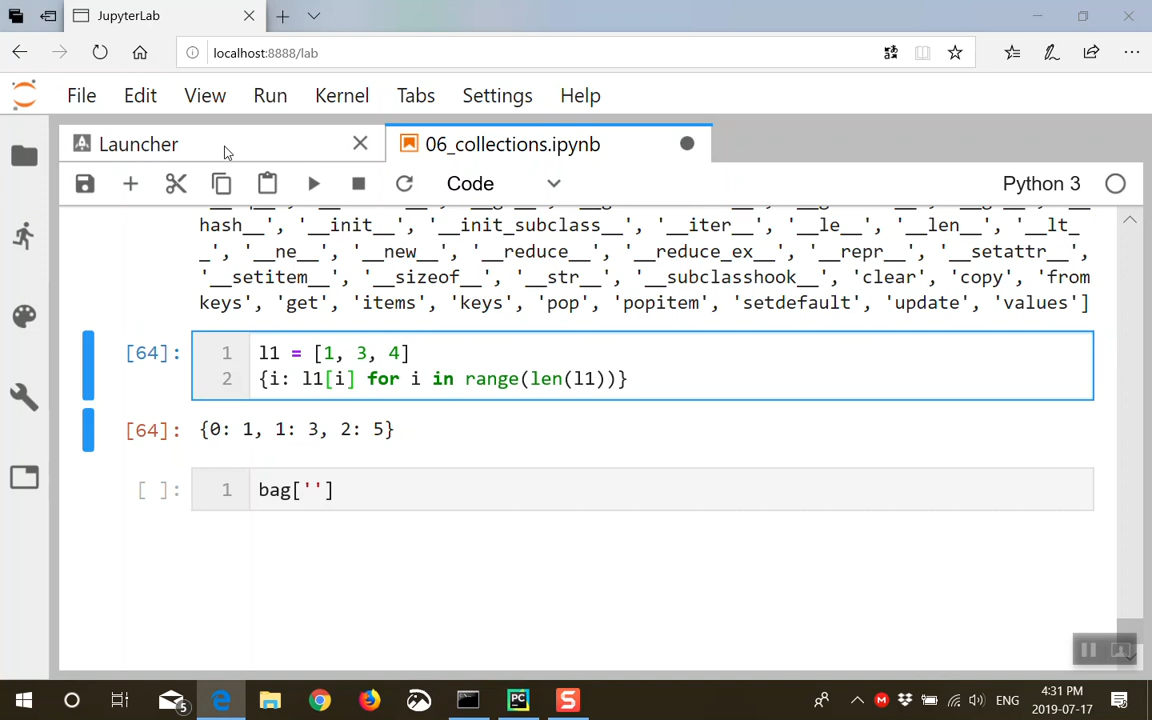 JupyterLab
localhost:8888/lab
File Edit View Run Kernel Tabs Settings Help
Launcher
06_collections.ipynb
Code
Python 3
hash__', '__init__', '__init_subclass__', '__iter__', '__le__', '__len__', '__lt_
_', '__ne__', '__new__', '__reduce__', '__reduce_ex__', '__repr__', '__setattr__',
'__setitem__', '__sizeof__', '__str__', '__subclasshook__', 'clear', 'copy', 'from
keys', 'get', 'items', 'keys', 'pop', 'popitem', 'setdefault', 'update', 'values']
[64]: 1 l1 = [1, 3, 4]
2 {i: l1[i] for i in range(len(l1))}
[64]: {0: 1, 1: 3, 2: 5}
[ ]: 1 bag['']
5
PC
S
M
ENG
4:31 PM
2019-07-17